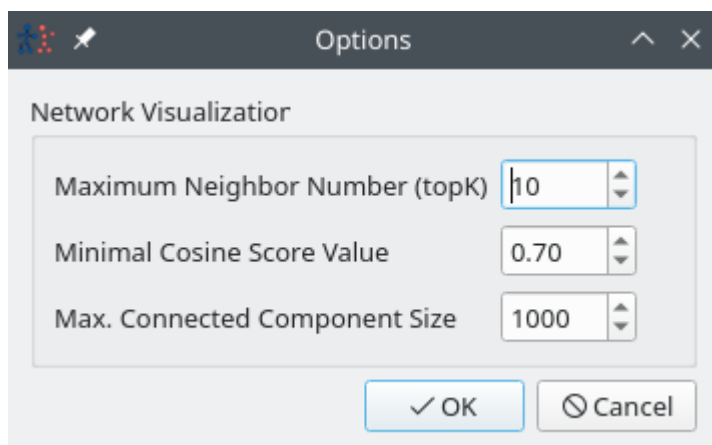 Options
Network Visualization
Maximum Neighbor Number (topK) 10
Minimal Cosine Score Value 0.70
Max. Connected Component Size 1000
OK Cancel